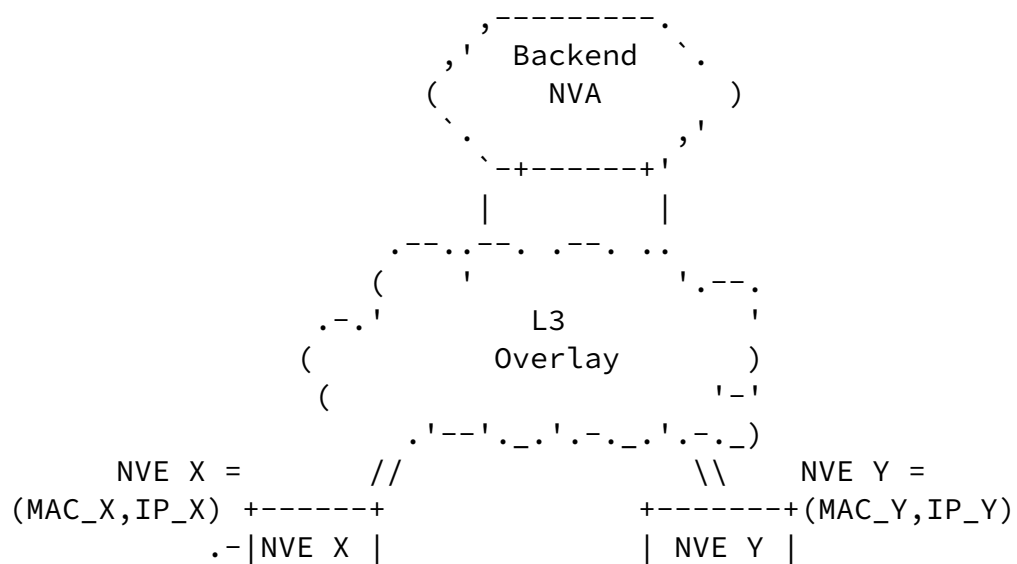 Backend
NVA
L3
Overlay
NVE X = NVE Y =
(MAC_X,IP_X) (MAC_Y,IP_Y)
NVE X NVE Y